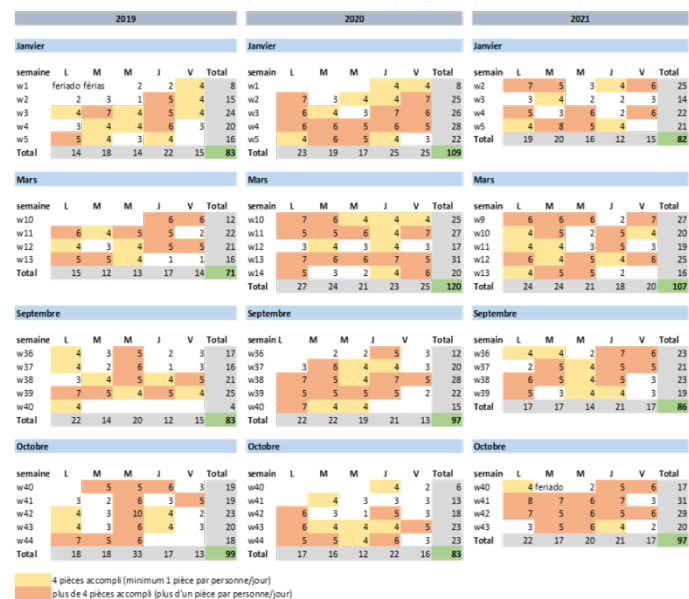 2019 2020 2021
Janvier Janvier Janvier
semaine L M M J V Total semain L M M J V Total semaine L M M J V Total
w1 feriado férias 2 2 4 8 w1 4 4 8 w2 7 5 3 4 6 25
w2 2 3 1 5 4 15 w2 7 3 4 4 7 25 w3 3 4 2 2 3 14
w3 4 7 4 5 4 24 w3 6 4 3 7 6 26 w4 5 3 6 2 6 22
w4 3 4 4 6 3 20 w4 6 6 5 6 5 28 w5 4 8 5 4 21
w5 5 4 3 4 16 w5 4 6 5 4 3 22 Total 19 20 16 12 15 82
Total 14 18 14 22 15 83 Total 23 19 17 25 25 109
Mars Mars Mars
semaine L M M J V Total semaine L M M J V Total semaine L M M J V Total
w10 6 6 12 w10 7 6 4 4 4 25 w9 6 6 6 2 7 27
w11 6 4 5 5 2 22 w11 5 5 6 4 7 27 w10 4 5 2 5 4 20
w12 4 3 4 5 5 21 w12 3 4 3 4 3 17 w11 4 4 3 5 3 19
w13 5 5 4 1 1 16 w13 7 6 6 7 5 31 w12 6 4 5 4 6 25
Total 15 12 13 17 14 71 w14 5 3 2 4 6 20 w13 4 5 5 2 16
Total 27 24 21 23 25 120 Total 24 24 21 18 20 107
Septembre Septembre Septembre
semaine L M M J V Total semain L M M J V Total semaine L M M J V Total
w36 4 3 5 2 3 17 w36 2 2 5 3 12 w36 4 4 2 7 6 23
w37 4 2 6 1 3 16 w37 3 6 4 4 3 20 w37 2 5 4 5 5 21
w38 3 4 5 4 5 21 w38 7 5 4 7 5 28 w38 6 5 4 5 3 23
w39 7 5 4 5 4 25 w39 5 5 3 5 2 22 w39 5 3 4 4 3 19
w40 4 4 w40 7 4 4 15 Total 17 17 14 21 17 86
Total 22 14 20 12 15 83 Total 22 22 19 21 13 97
Octobre Octobre Octobre
semaine L M M J V Total semain L M M J V Total semaine L M M J V Total
w40 5 5 6 3 19 w40 4 2 6 w40 4 feriado 2 5 6 17
w41 3 2 6 3 5 19 w41 4 3 3 3 13 w41 8 7 6 7 3 31
w42 4 3 10 4 2 23 w42 6 3 1 5 3 18 w42 7 5 6 5 6 29
w43 4 3 6 4 3 20 w43 6 4 4 4 5 23 w43 3 5 6 4 2 20
w44 7 5 6 18 w44 5 5 4 6 3 23 Total 22 17 20 21 17 97
Total 18 18 33 17 13 99 Total 17 16 12 22 16 83
4 pièces accompli (minimum 1 pièce par personne/jour)
plus de 4 pièces accompli (plus d'un pièce par personne/jour)